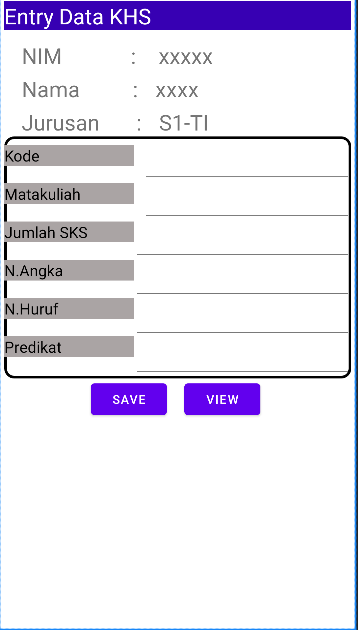 Entry Data KHS
NIM : xxxxx
Nama : xxxx
Jurusan : S1-TI
Kode
Matakuliah
Jumlah SKS
N.Angka
N.Huruf
Predikat
SAVE VIEW